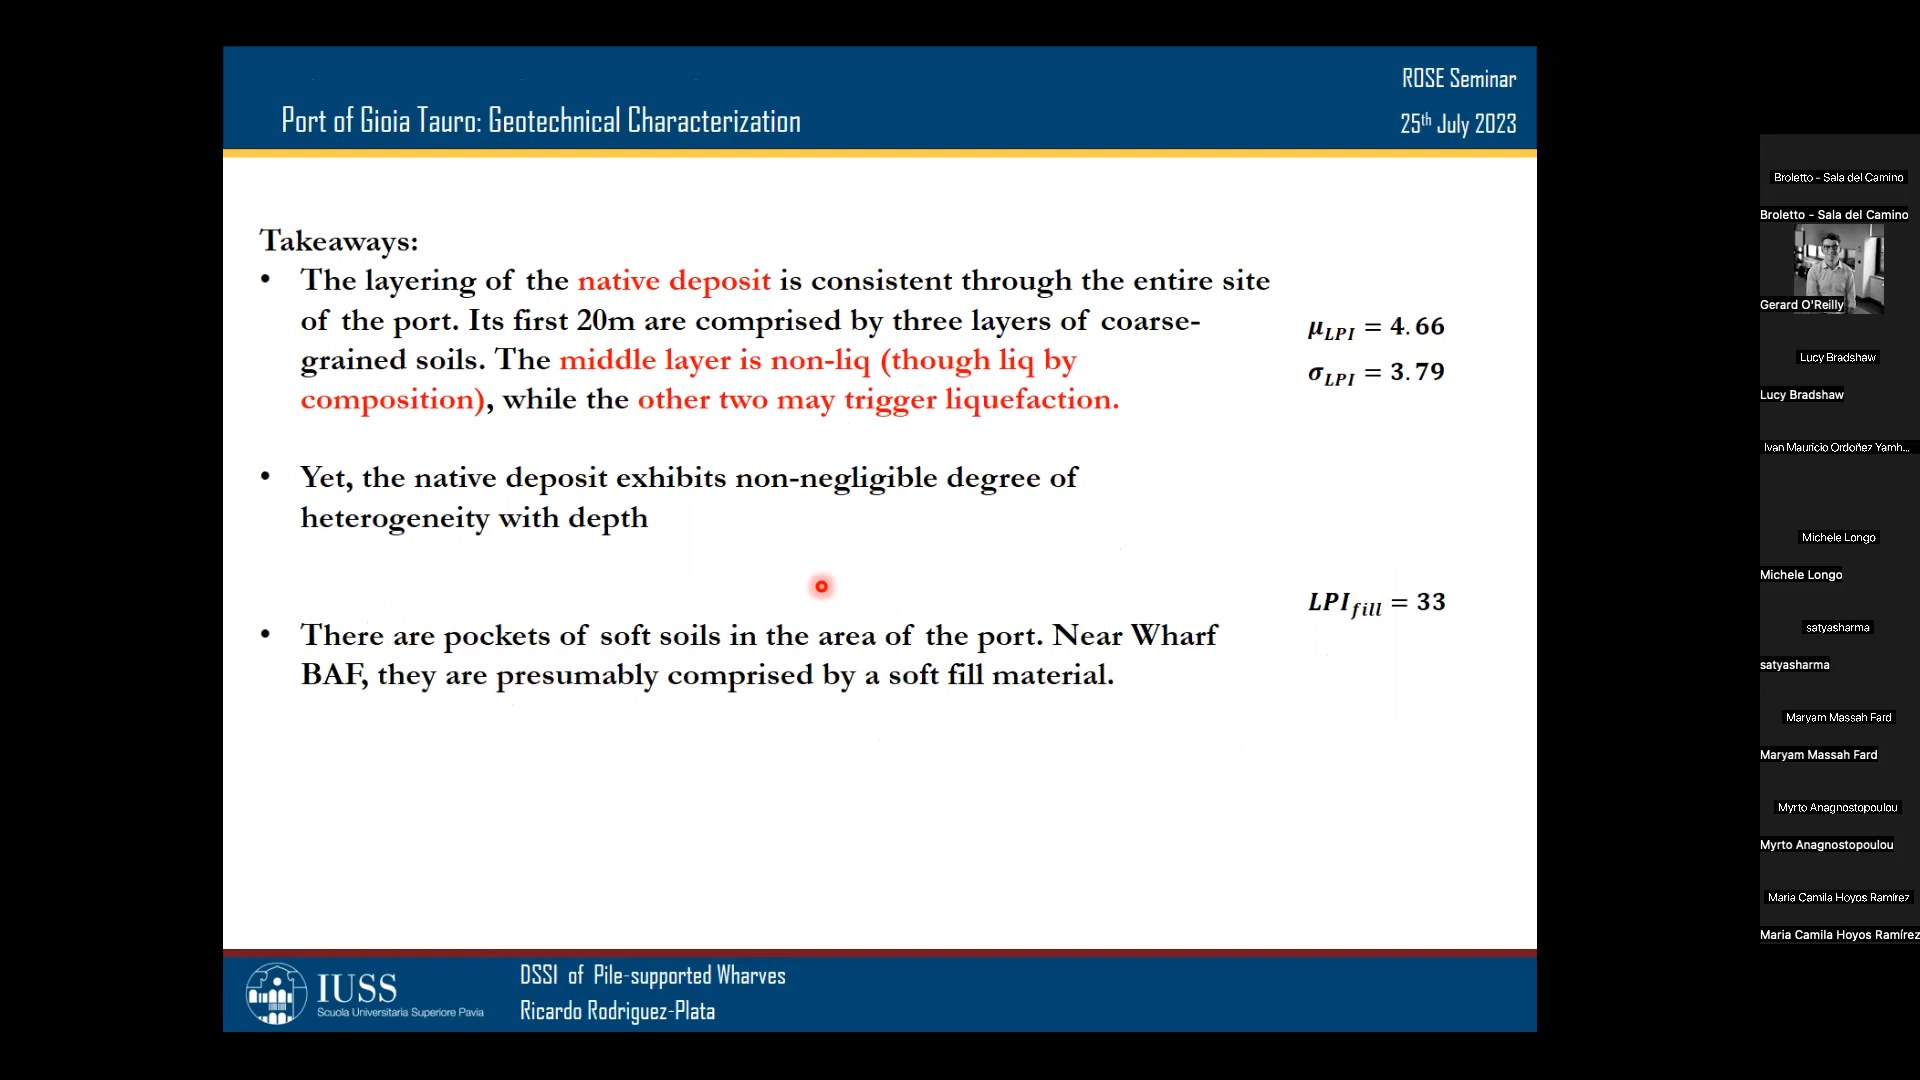 ROSE Seminar
Port of Gioia Tauro: Geotechnical Characterization
25th July 2023
Takeaways:
• The layering of the native deposit is consistent through the entire site
of the port. Its first 20m are comprised by three layers of coarse-
grained soils. The middle layer is non-liq (though liq by
composition), while the other two may trigger liquefaction.
μLPI = 4.66
σLPI = 3.79
• Yet, the native deposit exhibits non-negligible degree of
heterogeneity with depth
LPIfill = 33
• There are pockets of soft soils in the area of the port. Near Wharf
BAF, they are presumably comprised by a soft fill material.
IUSS
Scuola Universitaria Superiore Pavia
DSSI of Pile-supported Wharves
Ricardo Rodriguez-Plata
Broletto - Sala del Camino
Broletto - Sala del Camino
Gerard O'Reilly
Lucy Bradshaw
Lucy Bradshaw
Ivan Mauricio Ordoñez Yamh...
Michele Longo
Michele Longo
satyasharma
satyasharma
Maryam Massah Fard
Maryam Massah Fard
Myrto Anagnostopoulou
Myrto Anagnostopoulou
Maria Camila Hoyos Ramírez
Maria Camila Hoyos Ramírez